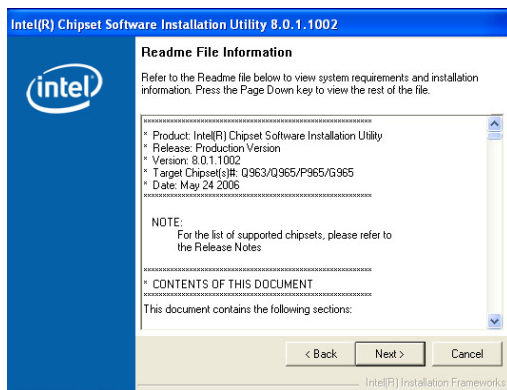 Intel(R) Chipset Software Installation Utility 8.0.1.1002
intel
Readme File Information
Refer to the Readme file below to view system requirements and installation
information. Press the Page Down key to view the rest of the file.
************************************************************
* Product: Intel(R) Chipset Software Installation Utility
* Release: Production Version
* Version: 8.0.1.1002
* Target Chipset(s)#: Q963/Q965/P965/G965
* Date: May 24 2006
************************************************************
NOTE:
For the list of supported chipsets, please refer to
the Release Notes
************************************************************
* CONTENTS OF THIS DOCUMENT
************************************************************
This document contains the following sections:
< Back
Next >
Cancel
Intel(R) Installation Frameworks